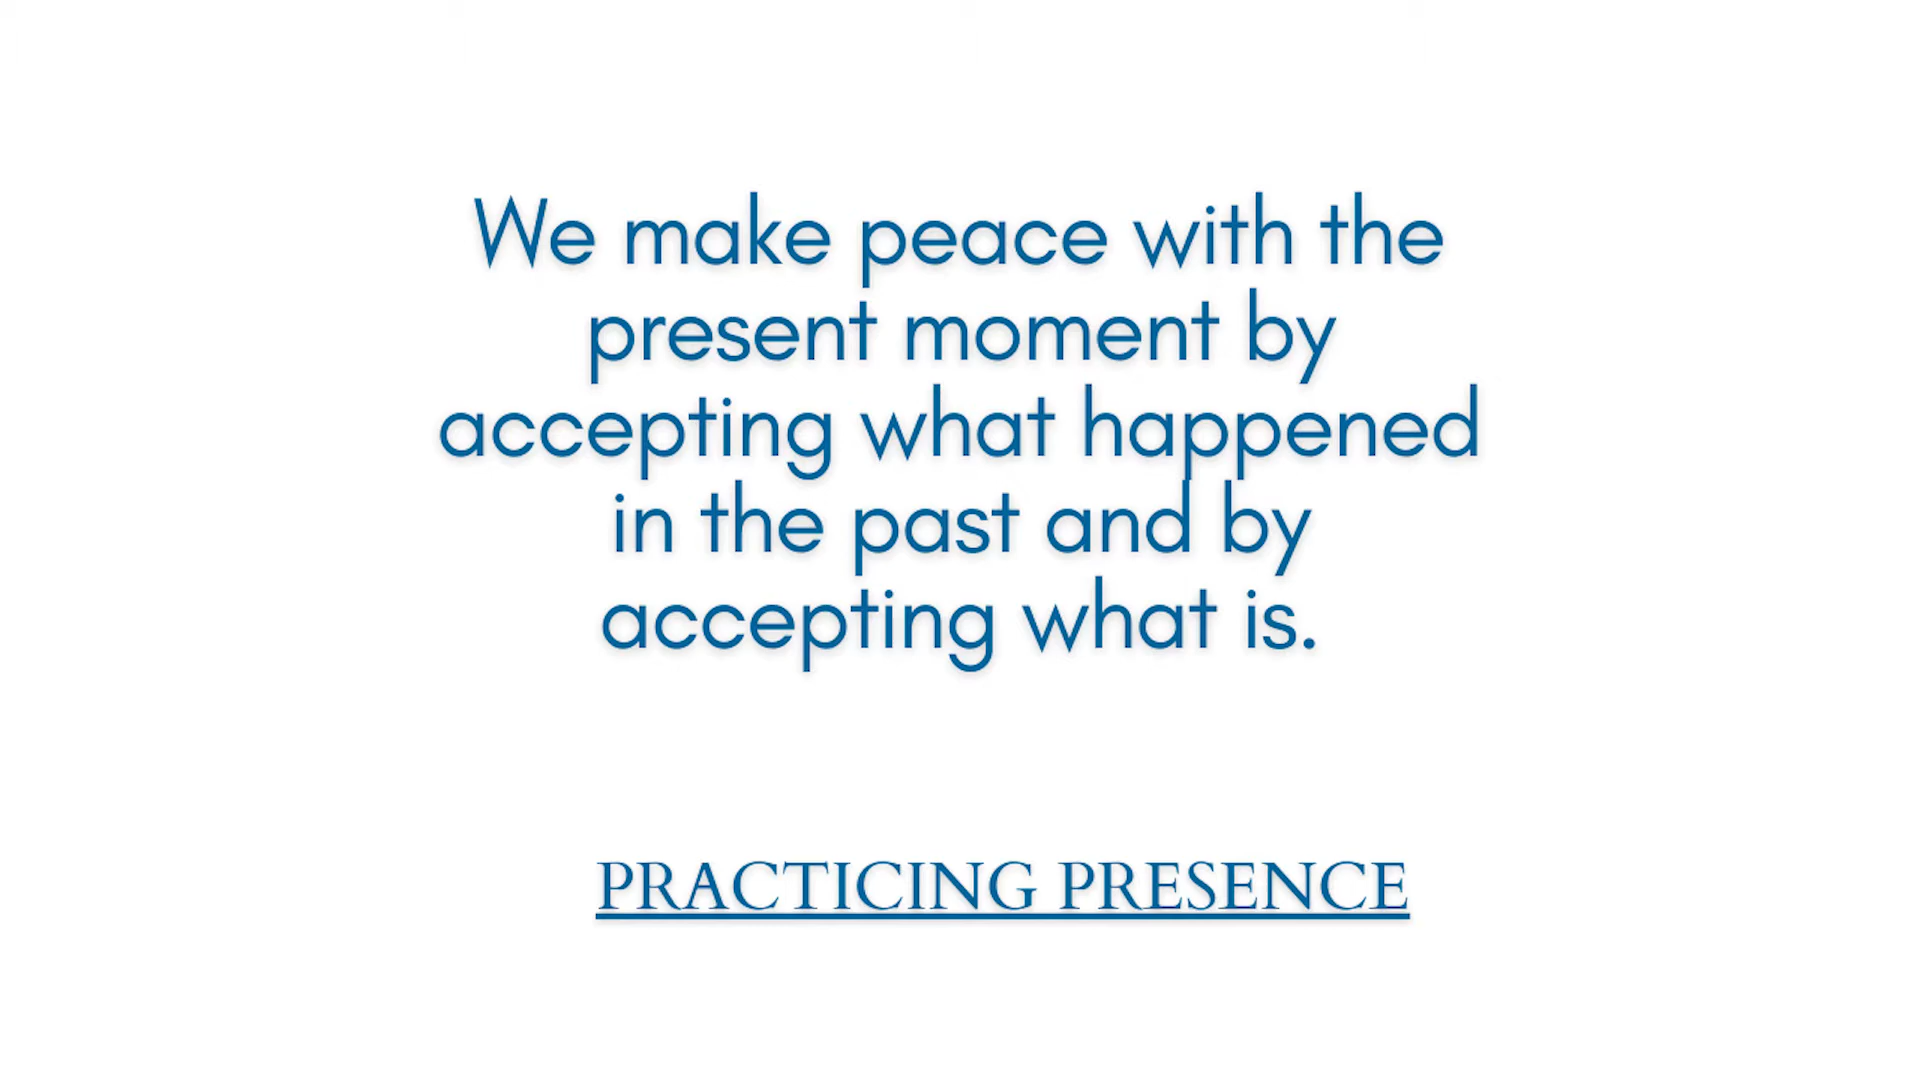 We make peace with the
present moment by
accepting what happened
in the past and by
accepting what is.
PRACTICING PRESENCE